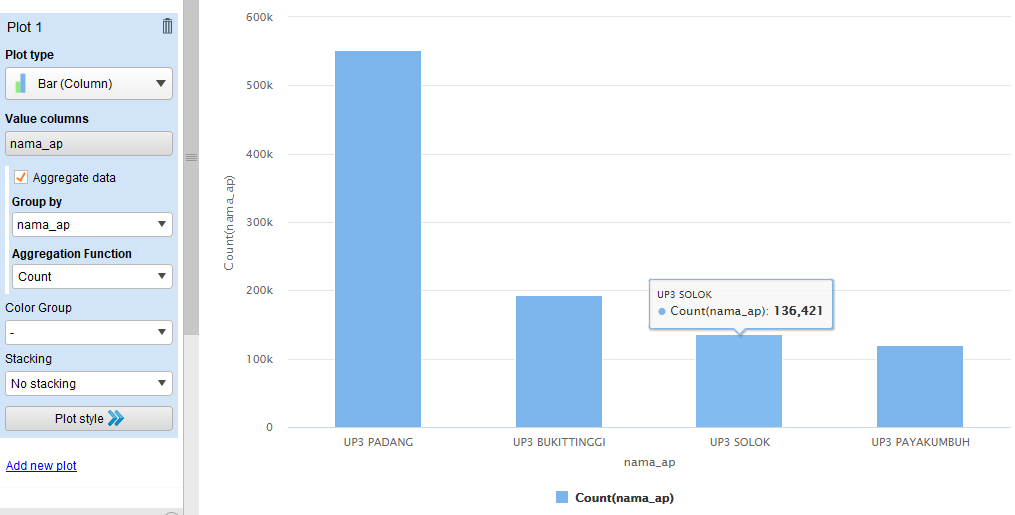 Plot 1
Plot type
Bar (Column)
Value columns
nama_ap
Aggregate data
Group by
nama_ap
Aggregation Function
Count
Color Group
-
Stacking
No stacking
Plot style
Add new plot
Count(nama_ap)
600k
500k
400k
300k
200k
100k
0
UP3 SOLOK
Count(nama_ap): 136,421
UP3 PADANG UP3 BUKITTINGGI UP3 SOLOK UP3 PAYAKUMBUH
nama_ap
Count(nama_ap)